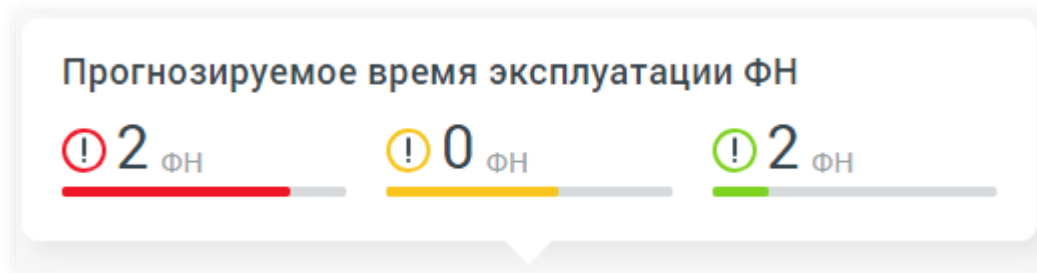 Прогнозируемое время эксплуатации ФН
! 2 ФН ! 0 ФН ! 2 ФН